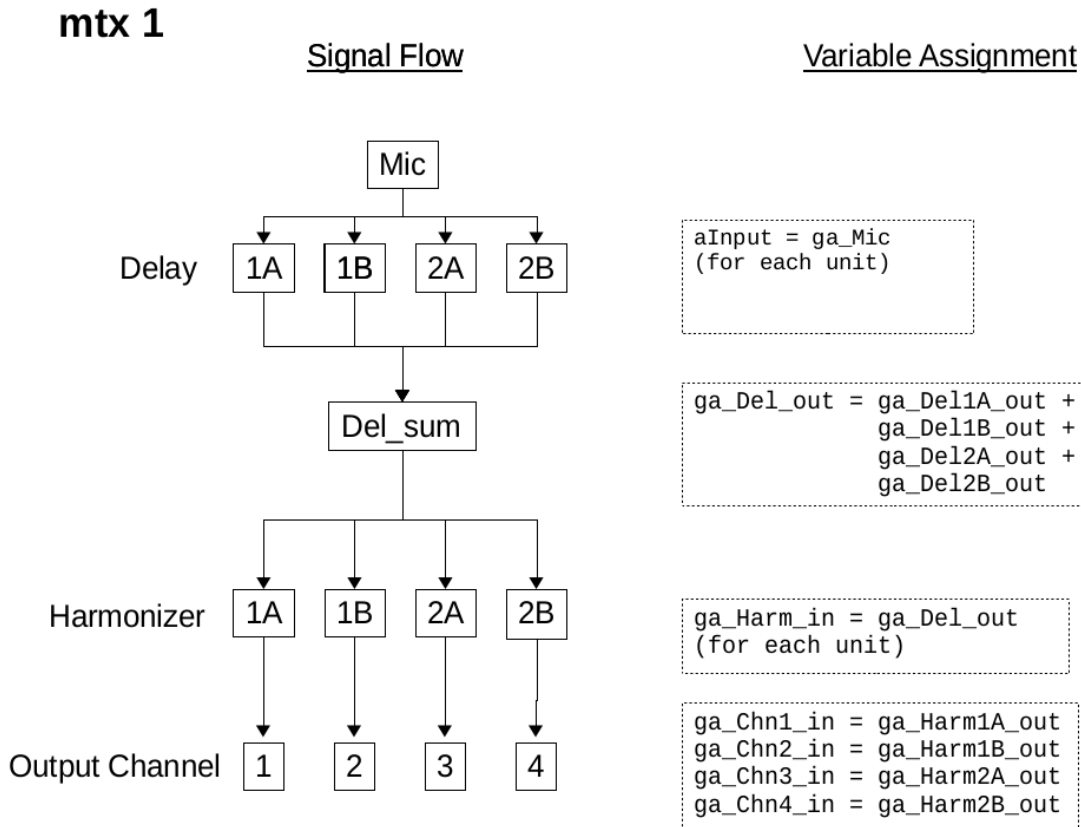 mtx 1
Signal Flow
Variable Assignment
Mic
Delay 1A 1B 2A 2B
aInput = ga_Mic
(for each unit)
Del_sum
ga_Del_out = ga_Del1A_out +
ga_Del1B_out +
ga_Del2A_out +
ga_Del2B_out
Harmonizer 1A 1B 2A 2B
ga_Harm_in = ga_Del_out
(for each unit)
Output Channel 1 2 3 4
ga_Chn1_in = ga_Harm1A_out
ga_Chn2_in = ga_Harm1B_out
ga_Chn3_in = ga_Harm2A_out
ga_Chn4_in = ga_Harm2B_out